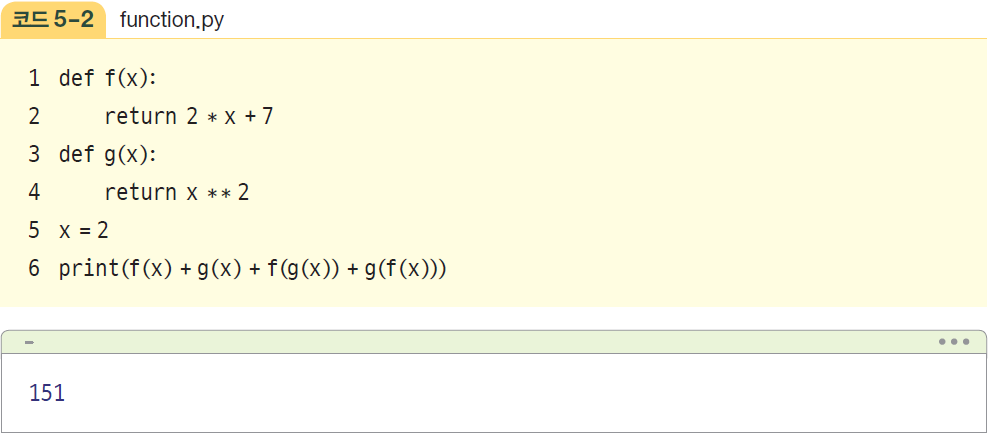 코드 5-2 function.py
1 def f(x):
2     return 2 * x + 7
3 def g(x):
4     return x ** 2
5 x = 2
6 print(f(x) + g(x) + f(g(x)) + g(f(x)))
151